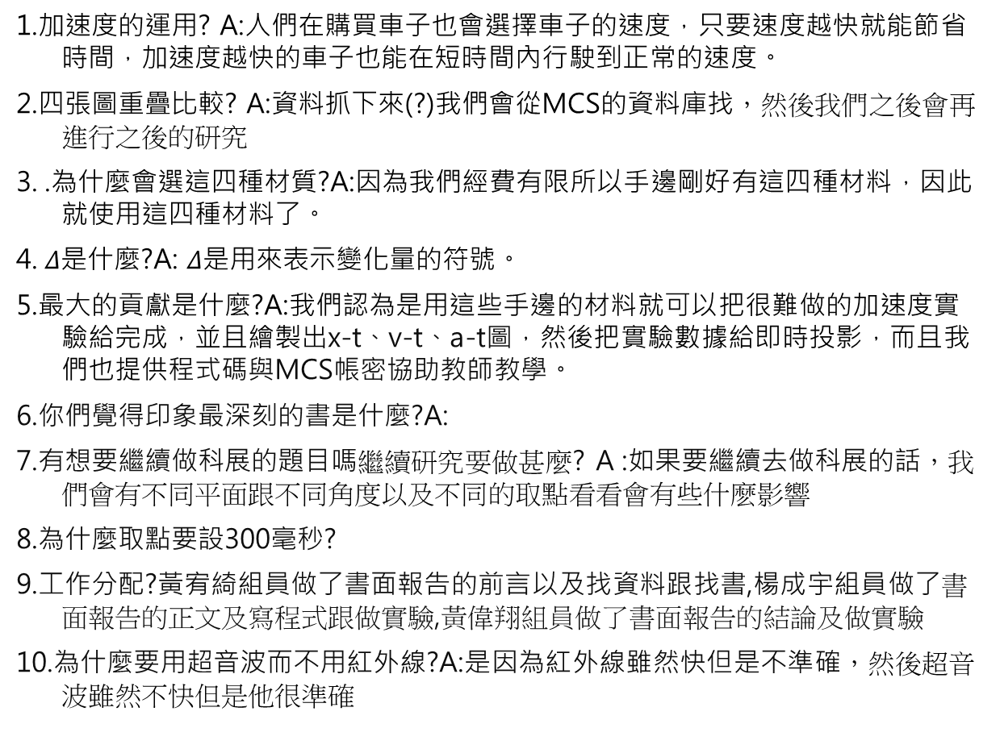 1.加速度的運用? A:人們在購買車子也會選擇車子的速度，只要速度越快就能節省
時間，加速度越快的車子也能在短時間內行駛到正常的速度。
2.四張圖重疊比較? A:資料抓下來(?)我們會從MCS的資料庫找，然後我們之後會再
進行之後的研究
3. .為什麼會選這四種材質?A:因為我們經費有限所以手邊剛好有這四種材料，因此
就使用這四種材料了。
4. Δ是什麼?A: Δ是用來表示變化量的符號。
5.最大的貢獻是什麼?A:我們認為是用這些手邊的材料就可以把很難做的加速度實
驗給完成，並且繪製出x-t、v-t、a-t圖，然後把實驗數據給即時投影，而且我
們也提供程式碼與MCS帳密協助教師教學。
6.你們覺得印象最深刻的書是什麼?A:
7.有想要繼續做科展的題目嗎繼續研究要做甚麼? A :如果要繼續去做科展的話，我
們會有不同平面跟不同角度以及不同的取點看看會有些什麼影響
8.為什麼取點要設300毫秒?
9.工作分配?黃宥綺組員做了書面報告的前言以及找資料跟找書,楊成宇組員做了書
面報告的正文及寫程式跟做實驗,黃偉翔組員做了書面報告的結論及做實驗
10.為什麼要用超音波而不用紅外線?A:是因為紅外線雖然快但是不準確，然後超音
波雖然不快但是他很準確